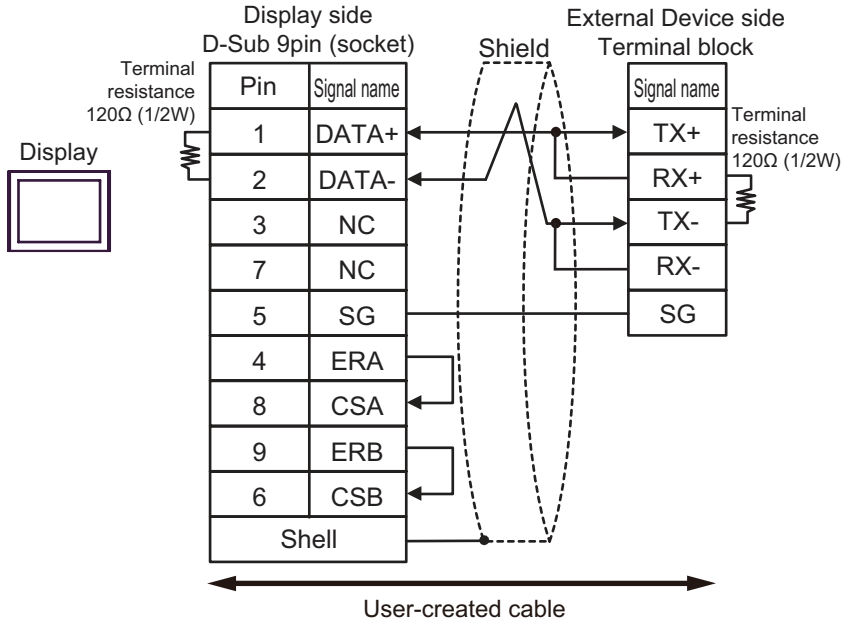 Display side
D-Sub 9pin (socket)
External Device side
Terminal block
Shield
Terminal
resistance
120Ω (1/2W)
Display
Pin Signal name
1 DATA+
2 DATA-
3 NC
7 NC
5 SG
4 ERA
8 CSA
9 ERB
6 CSB
Shell
Signal name
TX+
RX+
TX-
RX-
SG
Terminal
resistance
120Ω (1/2W)
User-created cable